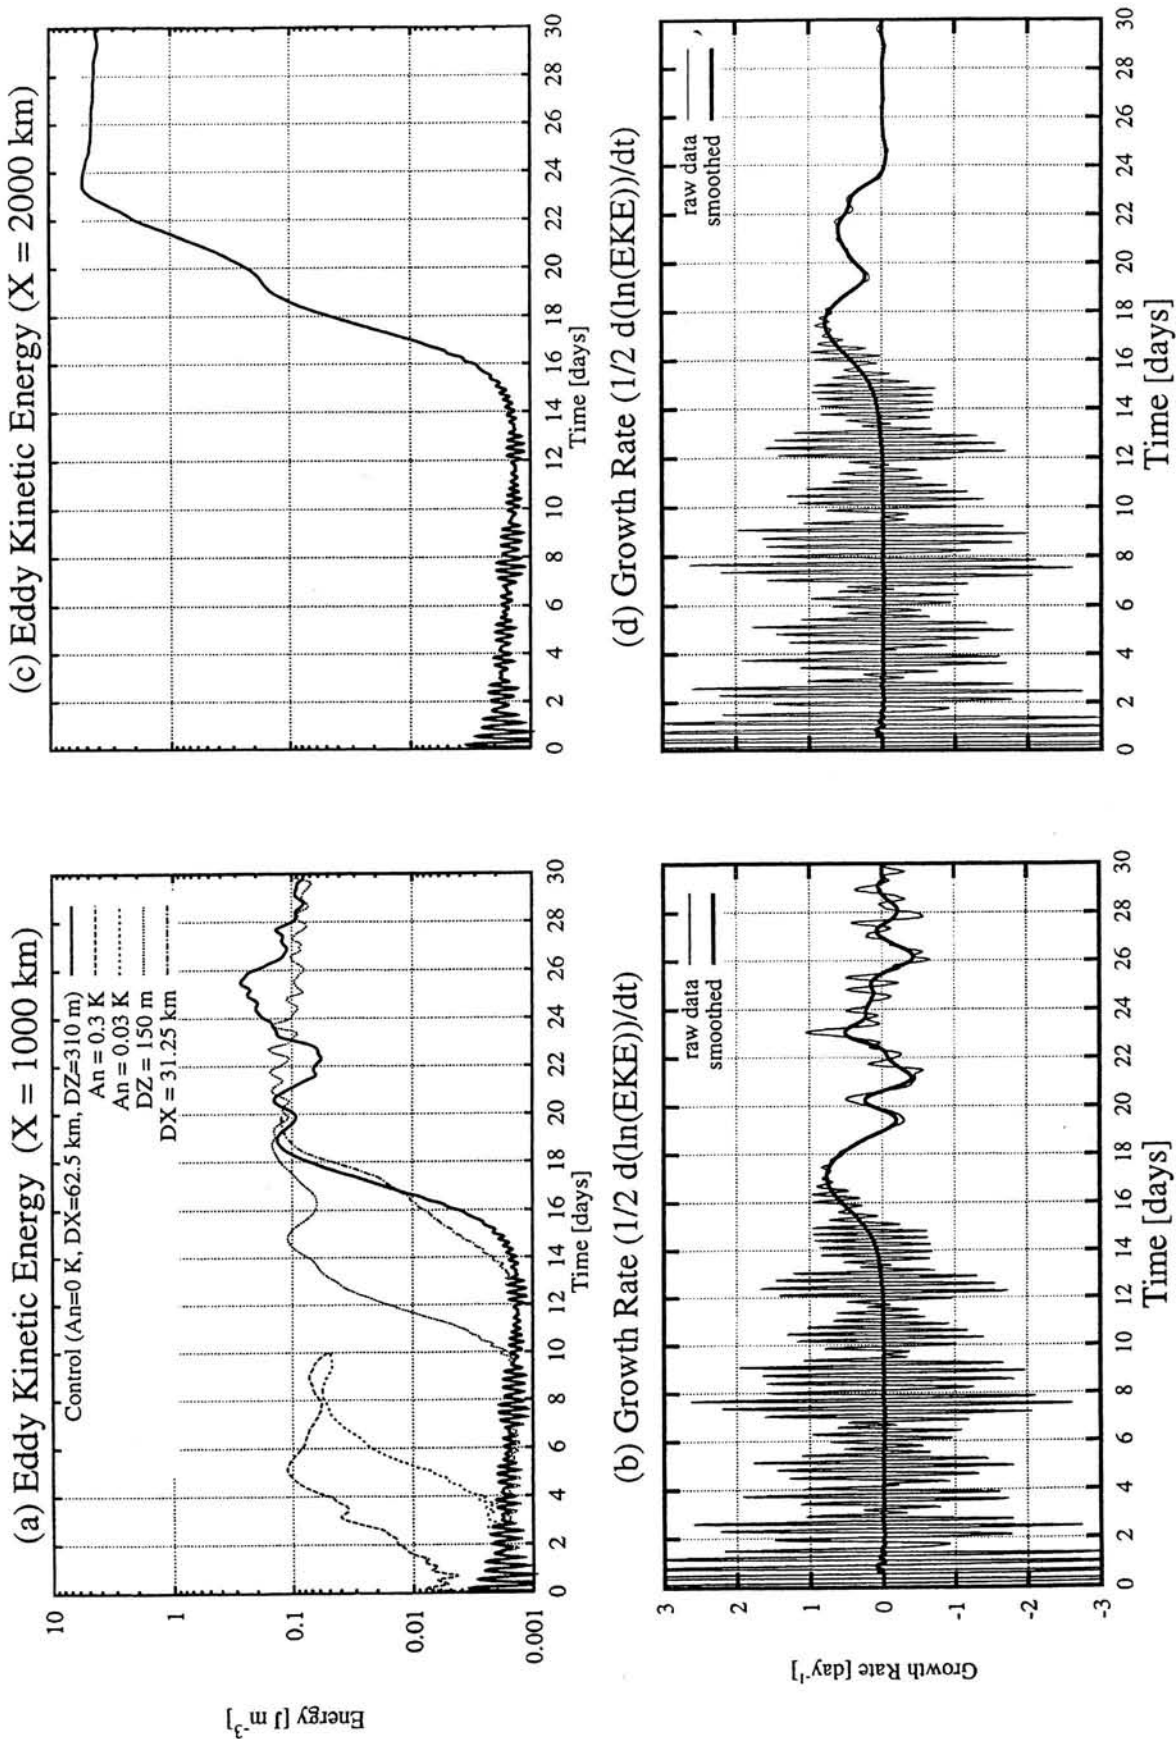 (a) Eddy Kinetic Energy (X = 1000 km)
Control (An=0 K, DX=62.5 km, DZ=310 m)
An = 0.3 K
An = 0.03 K
DZ = 150 m
DX = 31.25 km
10
1
0.1
0.01
0.001
Energy [J m-3]
0 2 4 6 8 10 12 14 16 18 20 22 24 26 28 30
Time [days]
(c) Eddy Kinetic Energy (X = 2000 km)
0 2 4 6 8 10 12 14 16 18 20 22 24 26 28 30
Time [days]
(b) Growth Rate (1/2 d(ln(EKE))/dt)
raw data
smoothed
3
2
1
0
-1
-2
-3
Growth Rate [day-1]
0 2 4 6 8 10 12 14 16 18 20 22 24 26 28 30
Time [days]
(d) Growth Rate (1/2 d(ln(EKE))/dt)
raw data
smoothed
0 2 4 6 8 10 12 14 16 18 20 22 24 26 28 30
Time [days]